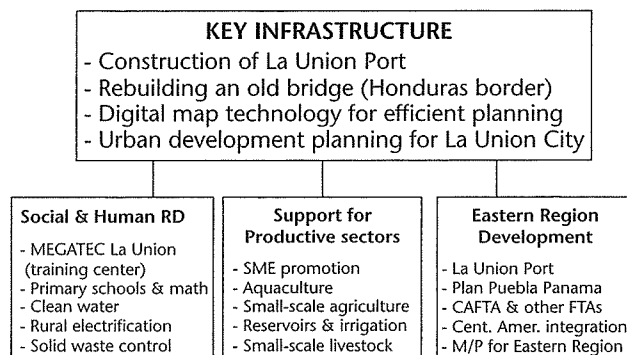 KEY INFRASTRUCTURE
- Construction of La Union Port
- Rebuilding an old bridge (Honduras border)
- Digital map technology for efficient planning
- Urban development planning for La Union City
Social & Human RD
- MEGATEC La Union
(training center)
- Primary schools & math
- Clean water
- Rural electrification
- Solid waste control
Support for
Productive sectors
- SME promotion
- Aquaculture
- Small-scale agriculture
- Reservoirs & irrigation
- Small-scale livestock
Eastern Region
Development
- La Union Port
- Plan Puebla Panama
- CAFTA & other FTAs
- Cent. Amer. integration
- M/P for Eastern Region